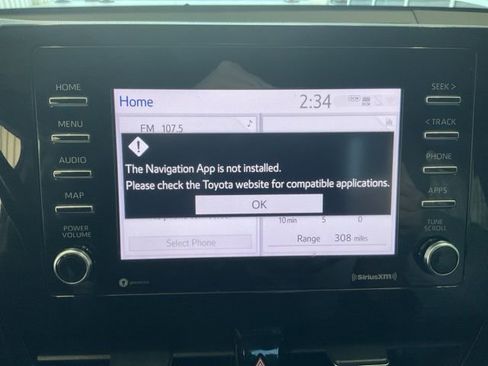 HOME
MENU
AUDIO
MAP
POWER
VOLUME
Home
2:34
FM 107.5
The Navigation App is not installed.
Please check the Toyota website for compatible applications.
OK
10 min 5 0
Select Phone
Range 308 miles
SEEK >
< TRACK
PHONE
APPS
TUNE
SCROLL
((SiriusXM))